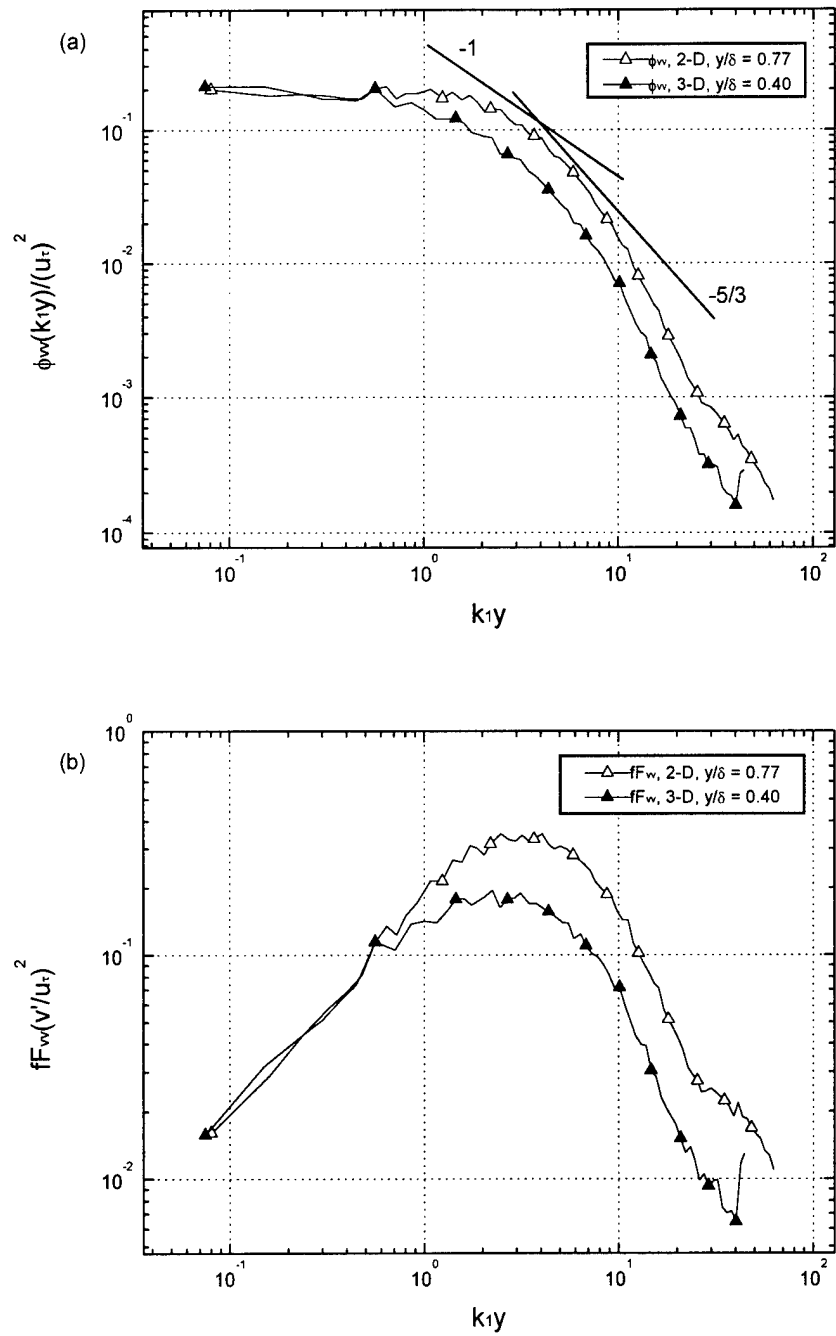 (a)
-1
ϕvv, 2-D, y/δ = 0.77
ϕvv, 3-D, y/δ = 0.40
-5/3
10⁻¹
10⁻²
10⁻³
10⁻⁴
ϕvv(k₁y)/(uτ)²
10⁻¹ 10⁰ 10¹ 10²
k₁y
(b)
fFvv, 2-D, y/δ = 0.77
fFvv, 3-D, y/δ = 0.40
10⁰
10⁻¹
10⁻²
fFvv(v'/uτ)²
10⁻¹ 10⁰ 10¹ 10²
k₁y